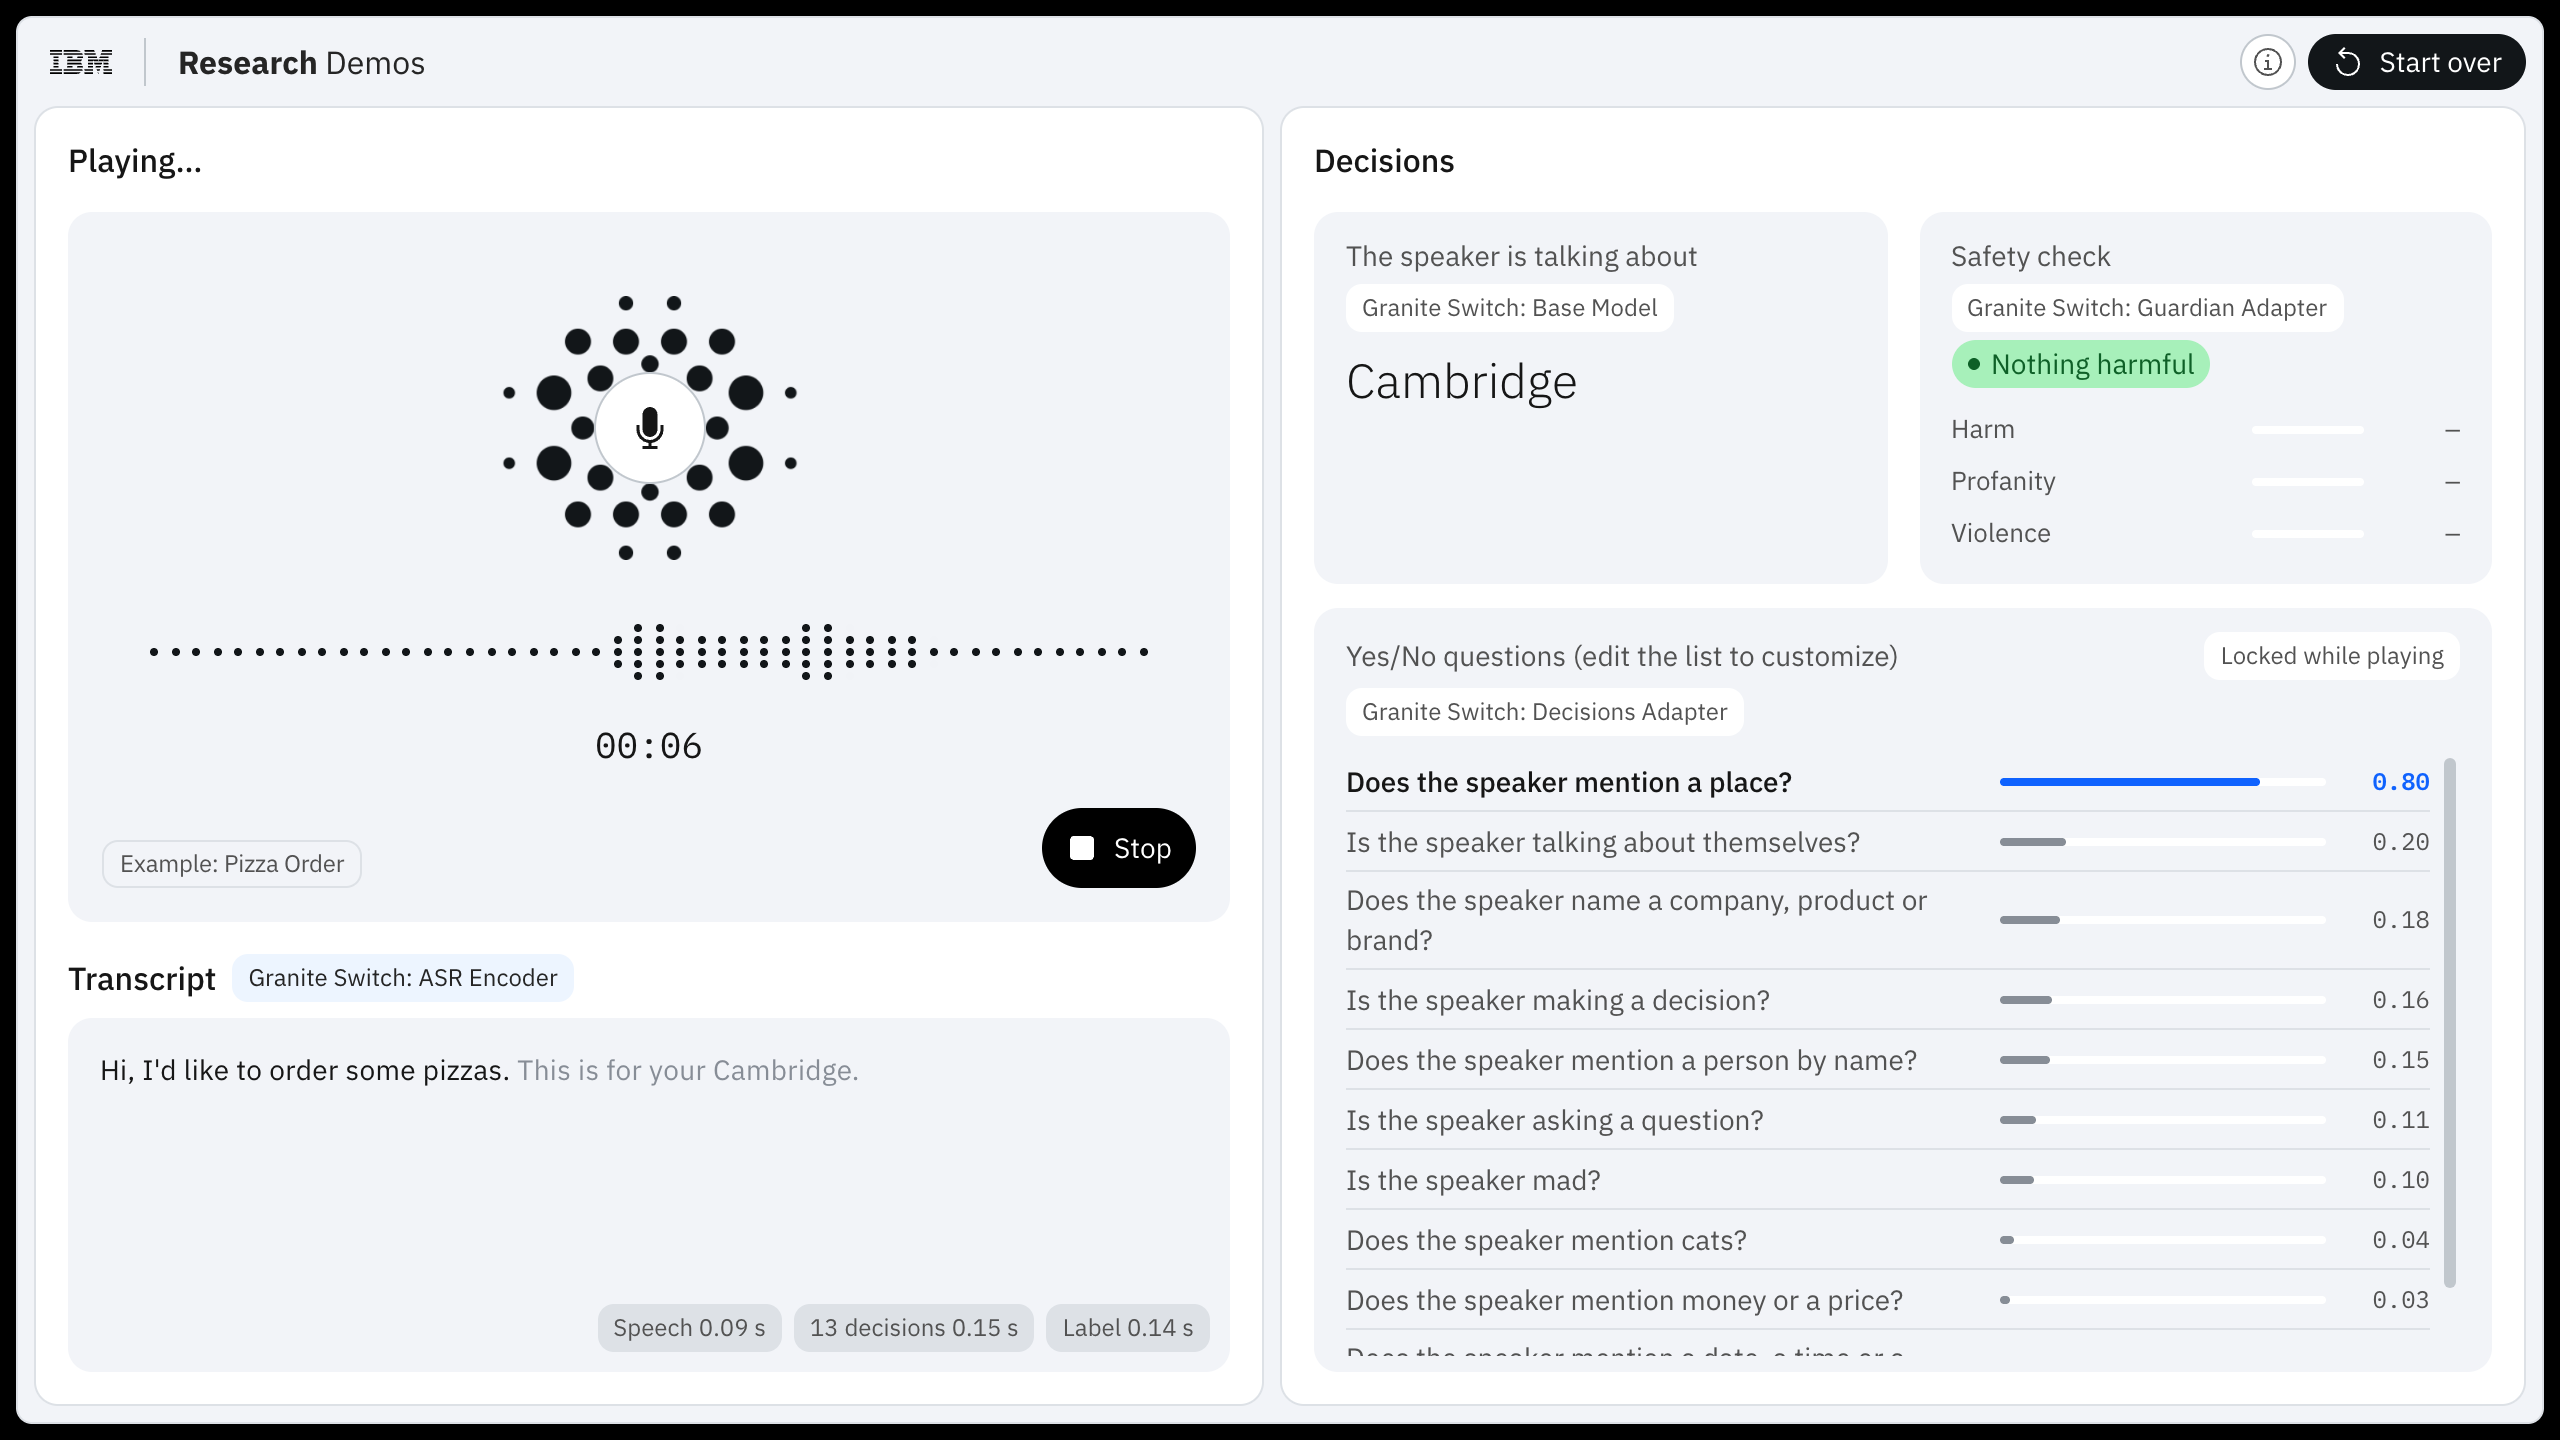 IBM
Research Demos
Start over
Playing...
00:06
Example: Pizza Order
Stop
Transcript
Granite Switch: ASR Encoder
Hi, I'd like to order some pizzas. This is for your Cambridge.
Speech 0.09 s
13 decisions 0.15 s
Label 0.14 s
Decisions
The speaker is talking about
Granite Switch: Base Model
Cambridge
Safety check
Granite Switch: Guardian Adapter
Nothing harmful
Harm –
Profanity –
Violence –
Yes/No questions (edit the list to customize)
Locked while playing
Granite Switch: Decisions Adapter
Does the speaker mention a place? 0.80
Is the speaker talking about themselves? 0.20
Does the speaker name a company, product or
brand? 0.18
Is the speaker making a decision? 0.16
Does the speaker mention a person by name? 0.15
Is the speaker asking a question? 0.11
Is the speaker mad? 0.10
Does the speaker mention cats? 0.04
Does the speaker mention money or a price? 0.03
Does the speaker mention a date, a time or a